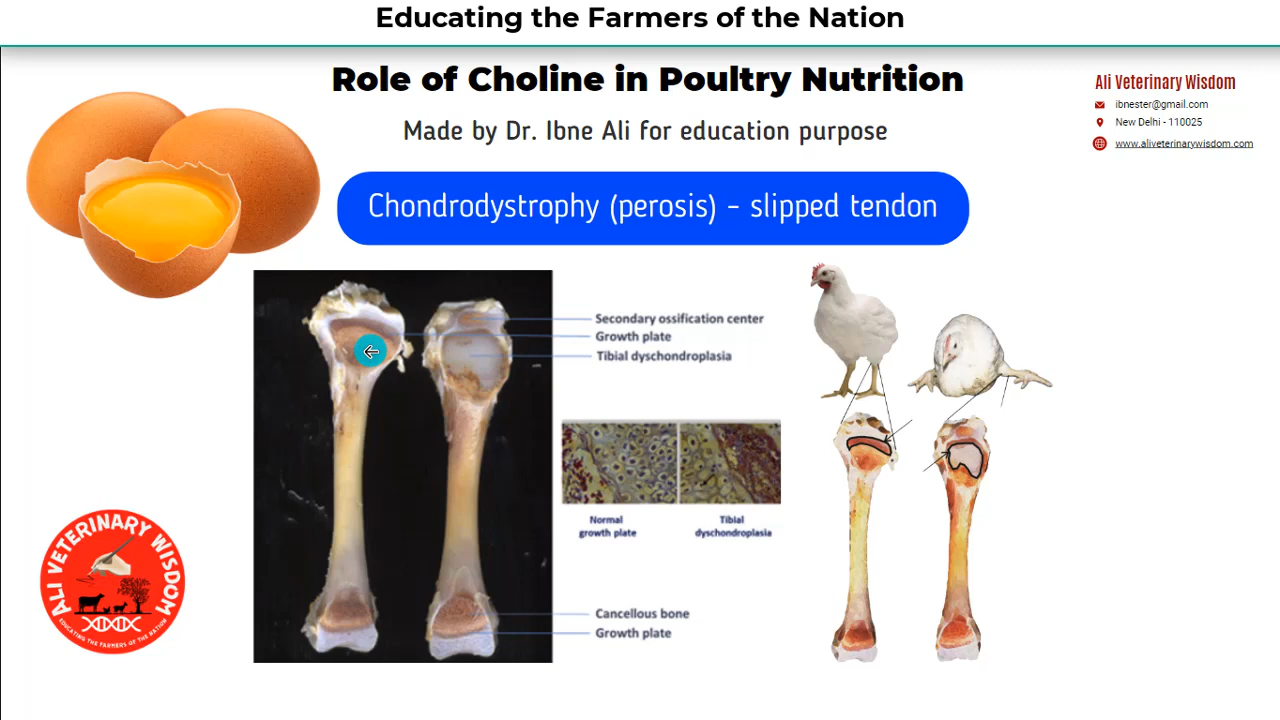 Educating the Farmers of the Nation
Role of Choline in Poultry Nutrition
Made by Dr. Ibne Ali for education purpose
Ali Veterinary Wisdom
ibnester@gmail.com
New Delhi - 110025
www.aliveterinarywisdom.com
Chondrodystrophy (perosis) - slipped tendon
Secondary ossification center
Growth plate
Tibial dyschondroplasia
Normal
growth plate
Tibial
dyschondroplasia
Cancellous bone
Growth plate
ALI VETERINARY WISDOM
EDUCATING THE FARMERS OF THE NATION